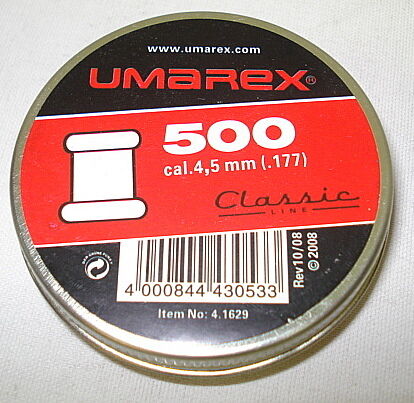 www.umarex.com
UMAREX®
500
cal.4,5 mm (.177)
Classic
LINE
4 000844 430533
Item No: 4.1629
Rev10/08
© 2008